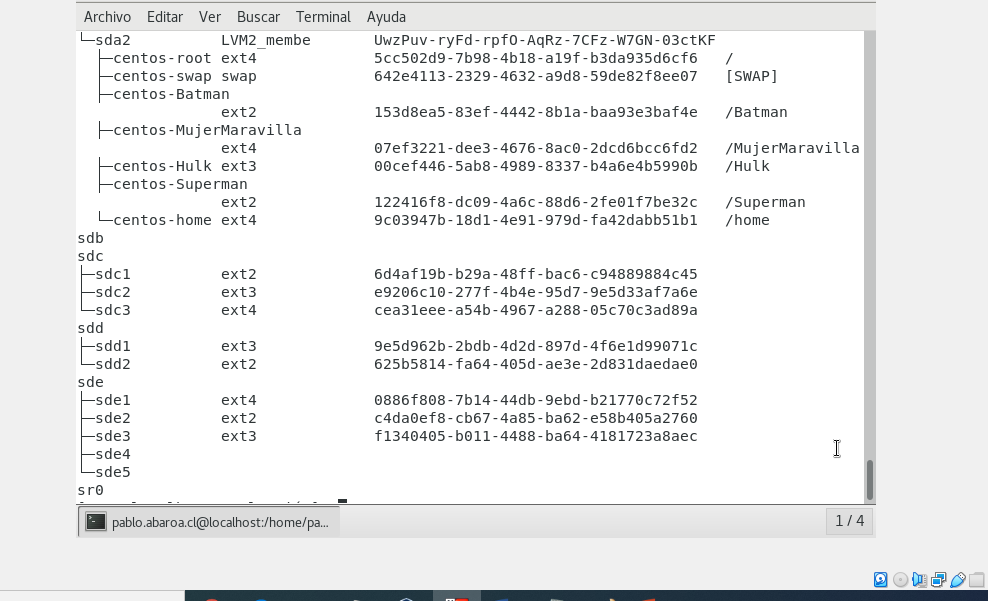 Archivo Editar Ver Buscar Terminal Ayuda
└─sda2 LVM2_membe UwzPuv-ryFd-rpfO-AqRz-7CFz-W7GN-03ctKF
├─centos-root ext4 5cc502d9-7b98-4b18-a19f-b3da935d6cf6 /
├─centos-swap swap 642e4113-2329-4632-a9d8-59de82f8ee07 [SWAP]
├─centos-Batman
ext2 153d8ea5-83ef-4442-8b1a-baa93e3baf4e /Batman
├─centos-MujerMaravilla
ext4 07ef3221-dee3-4676-8ac0-2dcd6bcc6fd2 /MujerMaravilla
├─centos-Hulk ext3 00cef446-5ab8-4989-8337-b4a6e4b5990b /Hulk
├─centos-Superman
ext2 122416f8-dc09-4a6c-88d6-2fe01f7be32c /Superman
└─centos-home ext4 9c03947b-18d1-4e91-979d-fa42dabb51b1 /home
sdb
sdc
├─sdc1 ext2 6d4af19b-b29a-48ff-bac6-c94889884c45
├─sdc2 ext3 e9206c10-277f-4b4e-95d7-9e5d33af7a6e
└─sdc3 ext4 cea31eee-a54b-4967-a288-05c70c3ad89a
sdd
├─sdd1 ext3 9e5d962b-2bdb-4d2d-897d-4f6e1d99071c
└─sdd2 ext2 625b5814-fa64-405d-ae3e-2d831daedae0
sde
├─sde1 ext4 0886f808-7b14-44db-9ebd-b21770c72f52
├─sde2 ext2 c4da0ef8-cb67-4a85-ba62-e58b405a2760
├─sde3 ext3 f1340405-b011-4488-ba64-4181723a8aec
├─sde4
└─sde5
sr0
pablo.abaroa.cl@localhost:/home/pa... 1 / 4